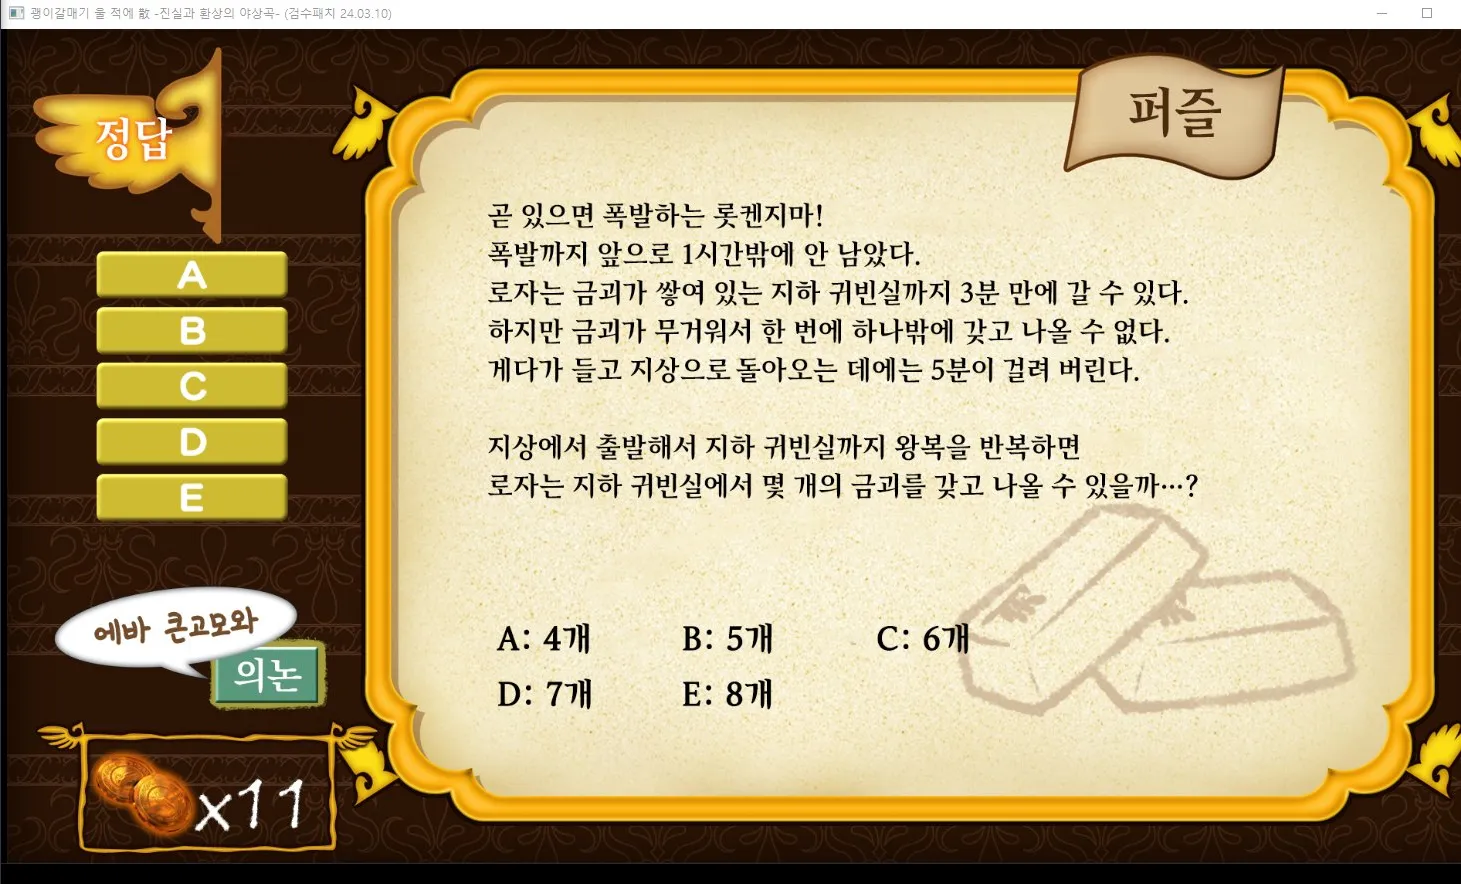 괭이갈매기 울 적에 散 -진실과 환상의 야상곡- (검수패치 24.03.10)
정답
퍼즐
A
B
C
D
E
곧 있으면 폭발하는 롯켄지마!
폭발까지 앞으로 1시간밖에 안 남았다.
로자는 금괴가 쌓여 있는 지하 귀빈실까지 3분 만에 갈 수 있다.
하지만 금괴가 무거워서 한 번에 하나밖에 갖고 나올 수 없다.
게다가 들고 지상으로 돌아오는 데에는 5분이 걸려 버린다.
지상에서 출발해서 지하 귀빈실까지 왕복을 반복하면
로자는 지하 귀빈실에서 몇 개의 금괴를 갖고 나올 수 있을까…?
A: 4개 B: 5개 C: 6개
D: 7개 E: 8개
에바 큰고모와
의논
x11